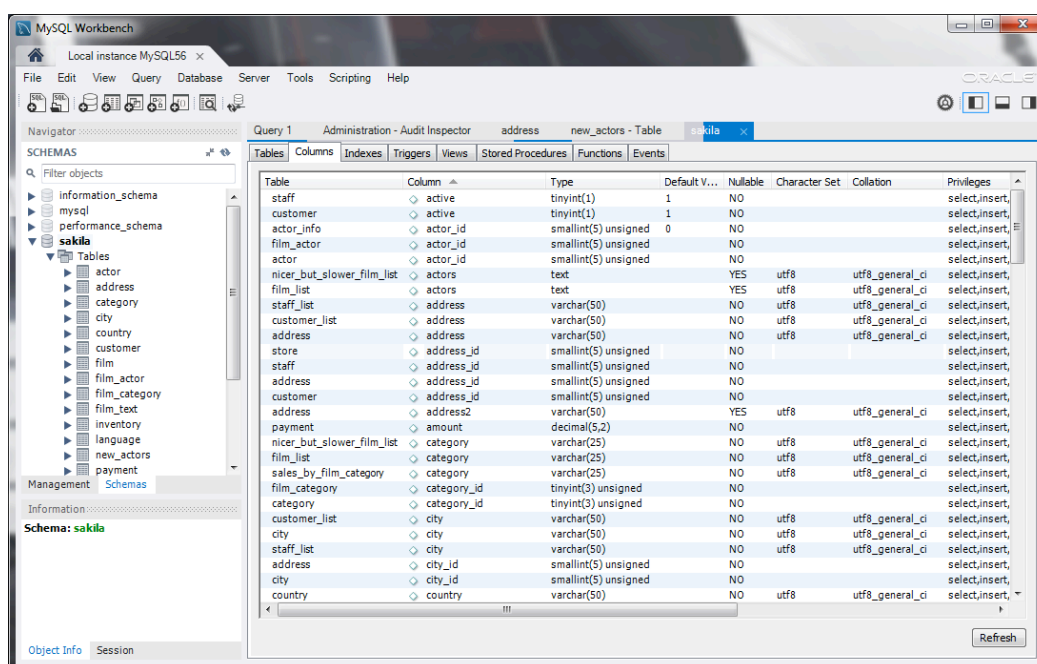 MySQL Workbench
Local instance MySQL56
File Edit View Query Database Server Tools Scripting Help
ORACLE
Navigator
SCHEMAS
Filter objects
information_schema
mysql
performance_schema
sakila
Tables
actor
address
category
city
country
customer
film
film_actor
film_category
film_text
inventory
language
new_actors
payment
Management Schemas
Information
Schema: sakila
Object Info Session
Query 1 Administration - Audit Inspector address new_actors - Table sakila
Tables Columns Indexes Triggers Views Stored Procedures Functions Events
Table Column Type Default V... Nullable Character Set Collation Privileges
staff active tinyint(1) 1 NO select,insert,
customer active tinyint(1) 1 NO select,insert,
actor_info actor_id smallint(5) unsigned 0 NO select,insert,
film_actor actor_id smallint(5) unsigned NO select,insert,
actor actor_id smallint(5) unsigned NO select,insert,
nicer_but_slower_film_list actors text YES utf8 utf8_general_ci select,insert,
film_list actors text YES utf8 utf8_general_ci select,insert,
staff_list address varchar(50) NO utf8 utf8_general_ci select,insert,
customer_list address varchar(50) NO utf8 utf8_general_ci select,insert,
address address varchar(50) NO utf8 utf8_general_ci select,insert,
store address_id smallint(5) unsigned NO select,insert,
staff address_id smallint(5) unsigned NO select,insert,
address address_id smallint(5) unsigned NO select,insert,
customer address_id smallint(5) unsigned NO select,insert,
address address2 varchar(50) YES utf8 utf8_general_ci select,insert,
payment amount decimal(5,2) NO select,insert,
nicer_but_slower_film_list category varchar(25) NO utf8 utf8_general_ci select,insert,
film_list category varchar(25) NO utf8 utf8_general_ci select,insert,
sales_by_film_category category varchar(25) NO utf8 utf8_general_ci select,insert,
film_category category_id tinyint(3) unsigned NO select,insert,
category category_id tinyint(3) unsigned NO select,insert,
customer_list city varchar(50) NO utf8 utf8_general_ci select,insert,
city city varchar(50) NO utf8 utf8_general_ci select,insert,
staff_list city varchar(50) NO utf8 utf8_general_ci select,insert,
address city_id smallint(5) unsigned NO select,insert,
city city_id smallint(5) unsigned NO select,insert,
country country varchar(50) NO utf8 utf8_general_ci select,insert,
Refresh